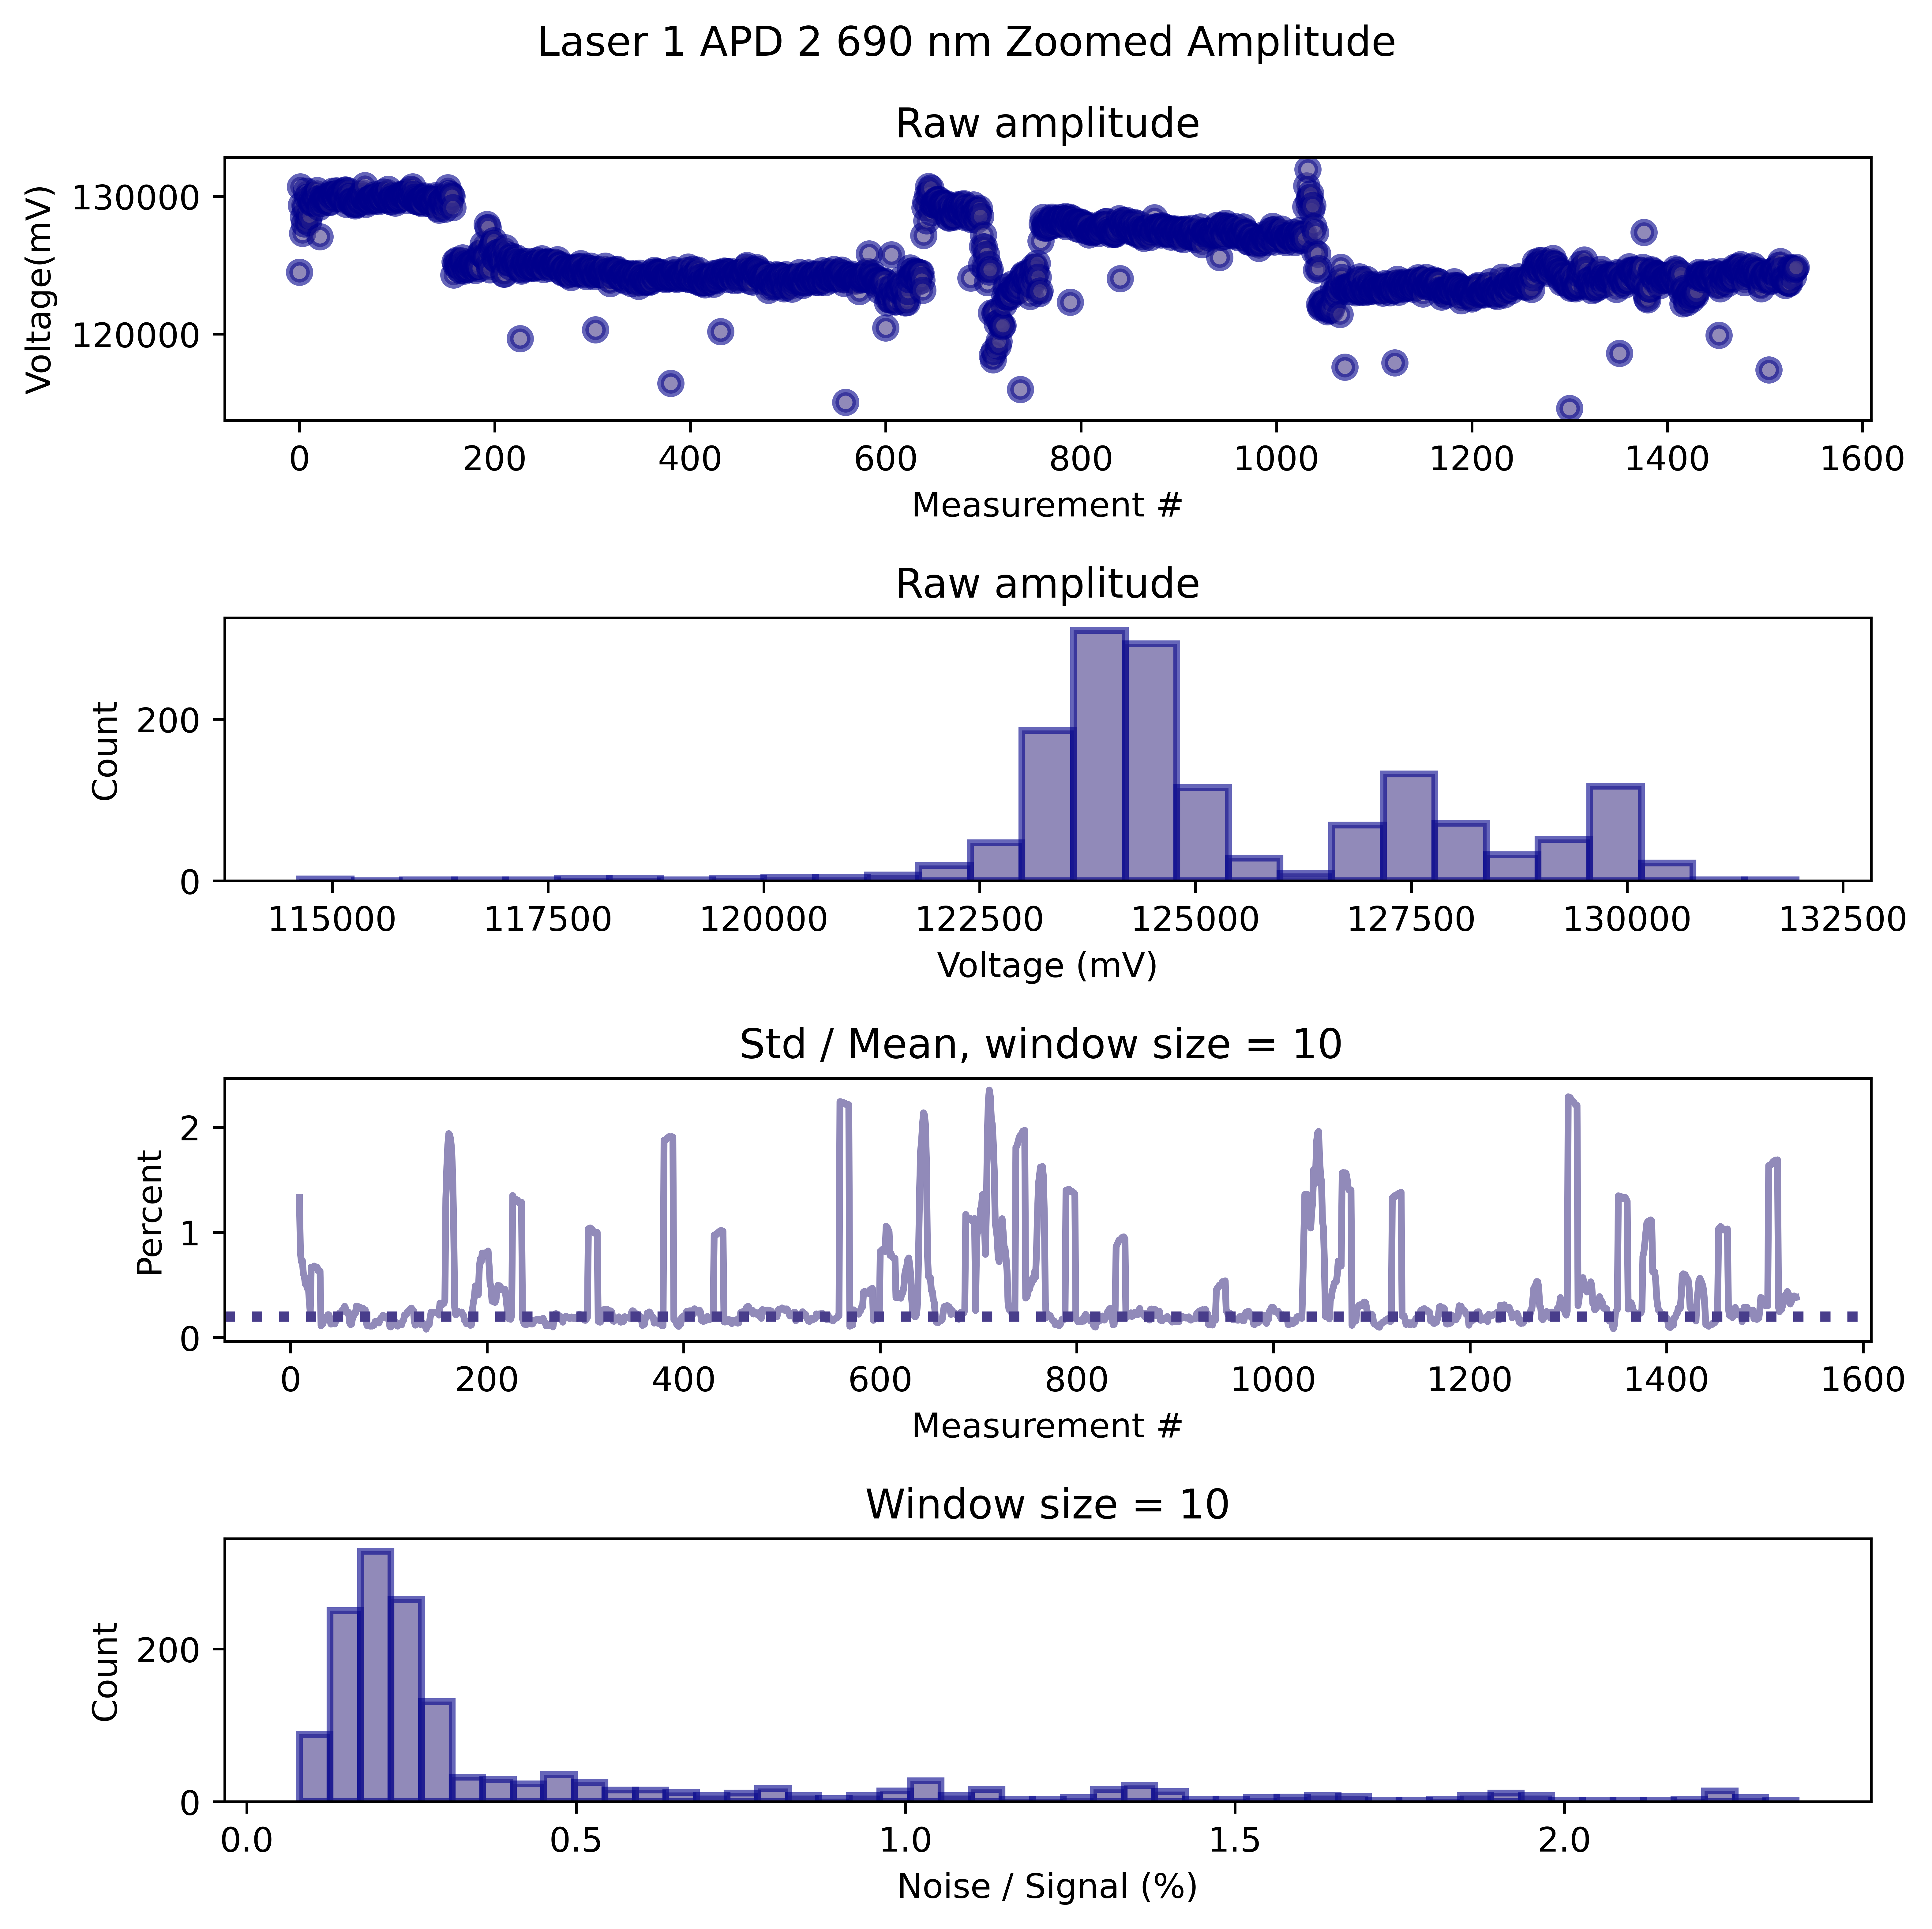 Laser 1 APD 2 690 nm Zoomed Amplitude
Raw amplitude
Voltage(mV)
130000
120000
0 200 400 600 800 1000 1200 1400 1600
Measurement #
Raw amplitude
Count
200
0
115000 117500 120000 122500 125000 127500 130000 132500
Voltage (mV)
Std / Mean, window size = 10
Percent
2
1
0
0 200 400 600 800 1000 1200 1400 1600
Measurement #
Window size = 10
Count
200
0
0.0 0.5 1.0 1.5 2.0
Noise / Signal (%)